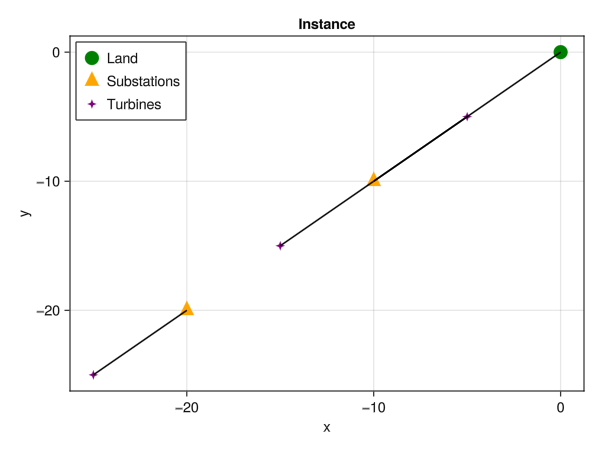 Instance
Land
Substations
Turbines
0
−10
−20
y
−20
−10
0
x